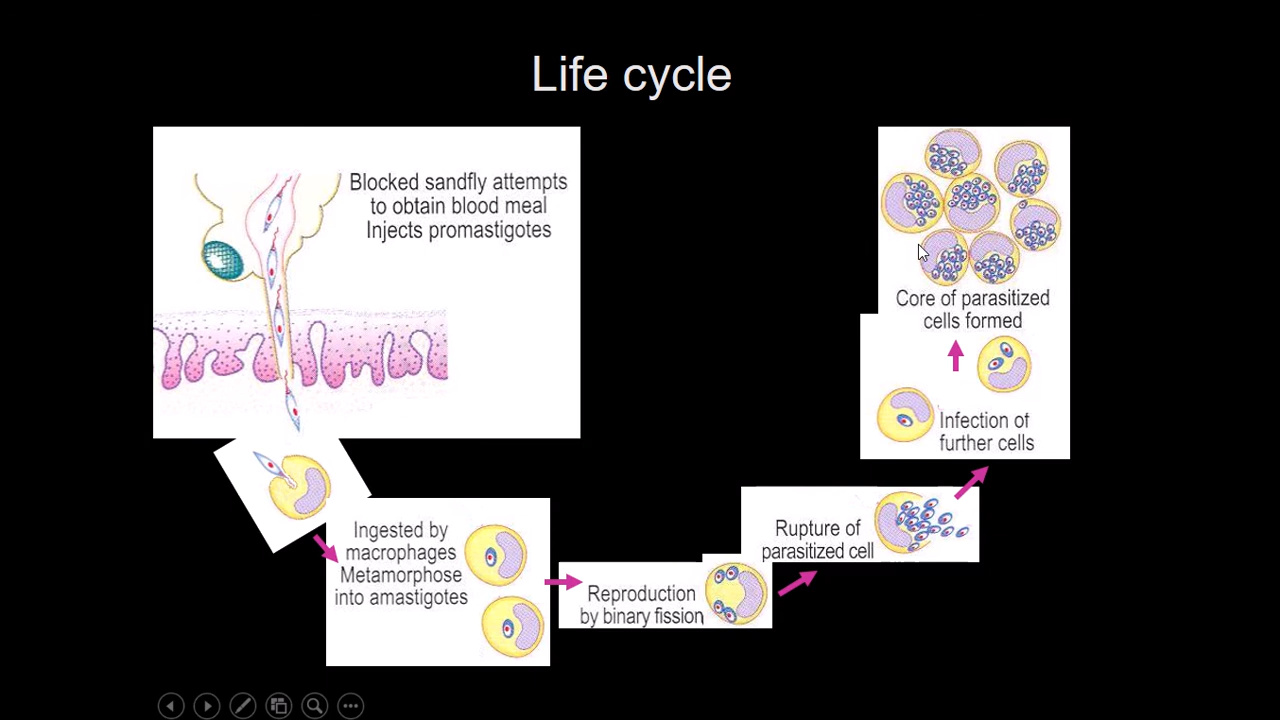 Life cycle
Blocked sandfly attempts
to obtain blood meal
Injects promastigotes
Ingested by
macrophages
Metamorphose
into amastigotes
Reproduction
by binary fission
Rupture of
parasitized cell
Infection of
further cells
Core of parasitized
cells formed